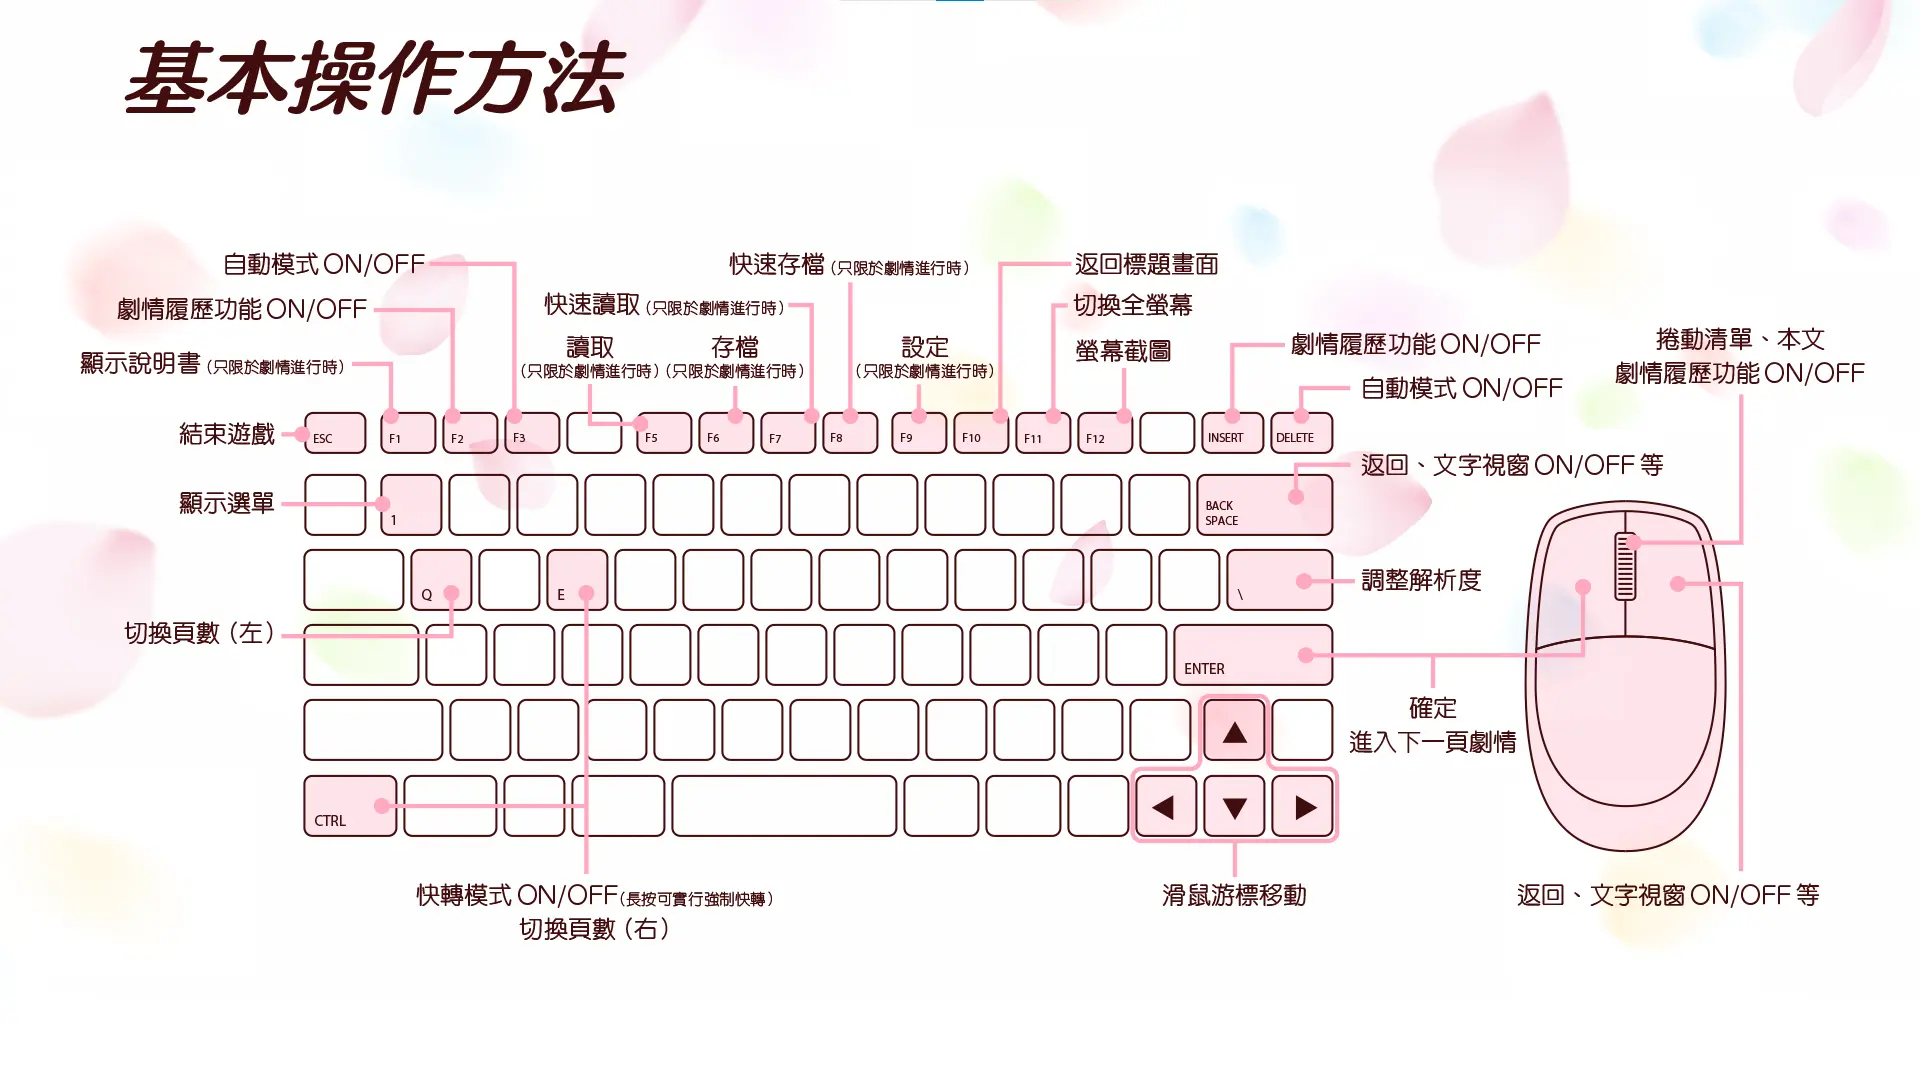 基本操作方法
自動模式 ON/OFF
快速存檔（只限於劇情進行時）
返回標題畫面
劇情履歷功能 ON/OFF
快速讀取（只限於劇情進行時）
切換全螢幕
顯示說明書（只限於劇情進行時）
讀取
（只限於劇情進行時）
存檔
（只限於劇情進行時）
設定
（只限於劇情進行時）
螢幕截圖
劇情履歷功能 ON/OFF
自動模式 ON/OFF
捲動清單、本文
劇情履歷功能 ON/OFF
結束遊戲
ESC
F1
F2
F3
F5
F6
F7
F8
F9
F10
F11
F12
INSERT
DELETE
返回、文字視窗 ON/OFF 等
顯示選單
1
BACK
SPACE
Q
E
\
調整解析度
切換頁數（左）
ENTER
確定
進入下一頁劇情
▲
CTRL
◀
▼
▶
快轉模式 ON/OFF（長按可實行強制快轉）
切換頁數（右）
滑鼠游標移動
返回、文字視窗 ON/OFF 等